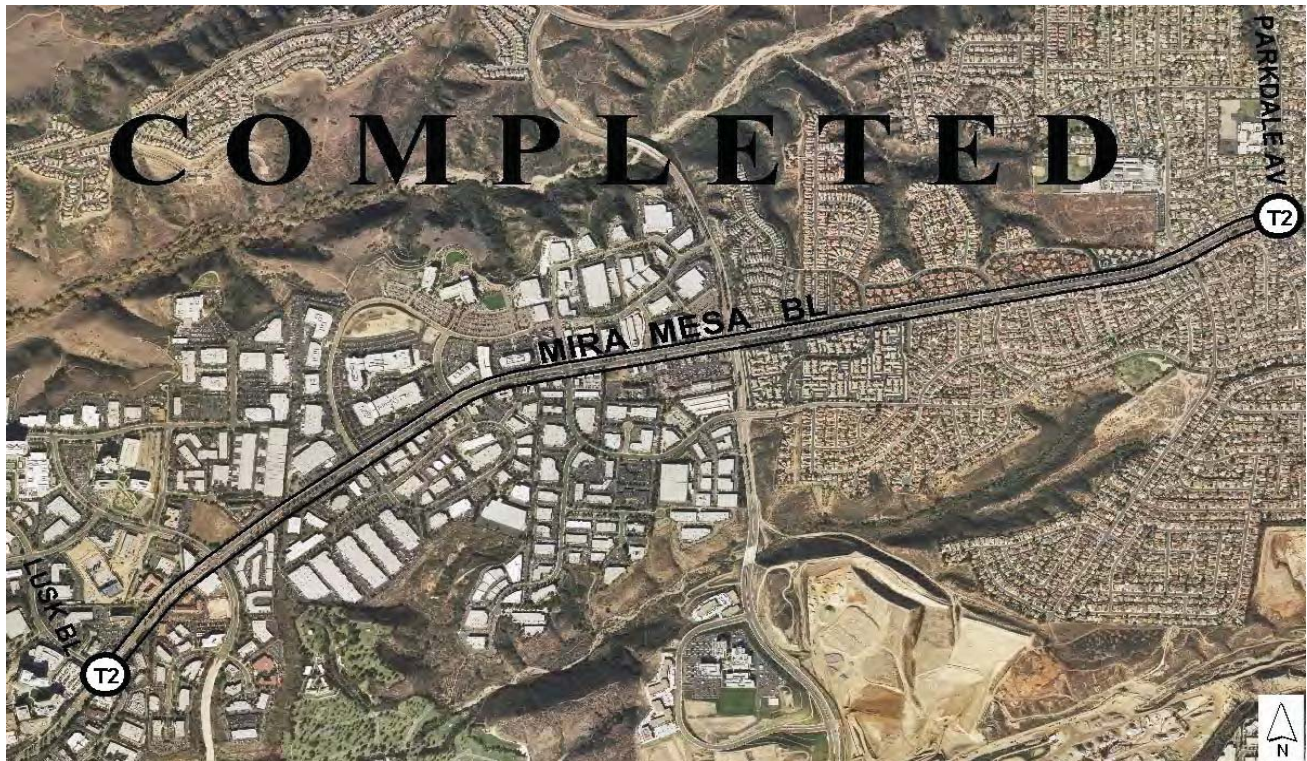 PARKDALE AV
COMPLETED
T2
MIRA MESA BL
LUSK BL
T2
N